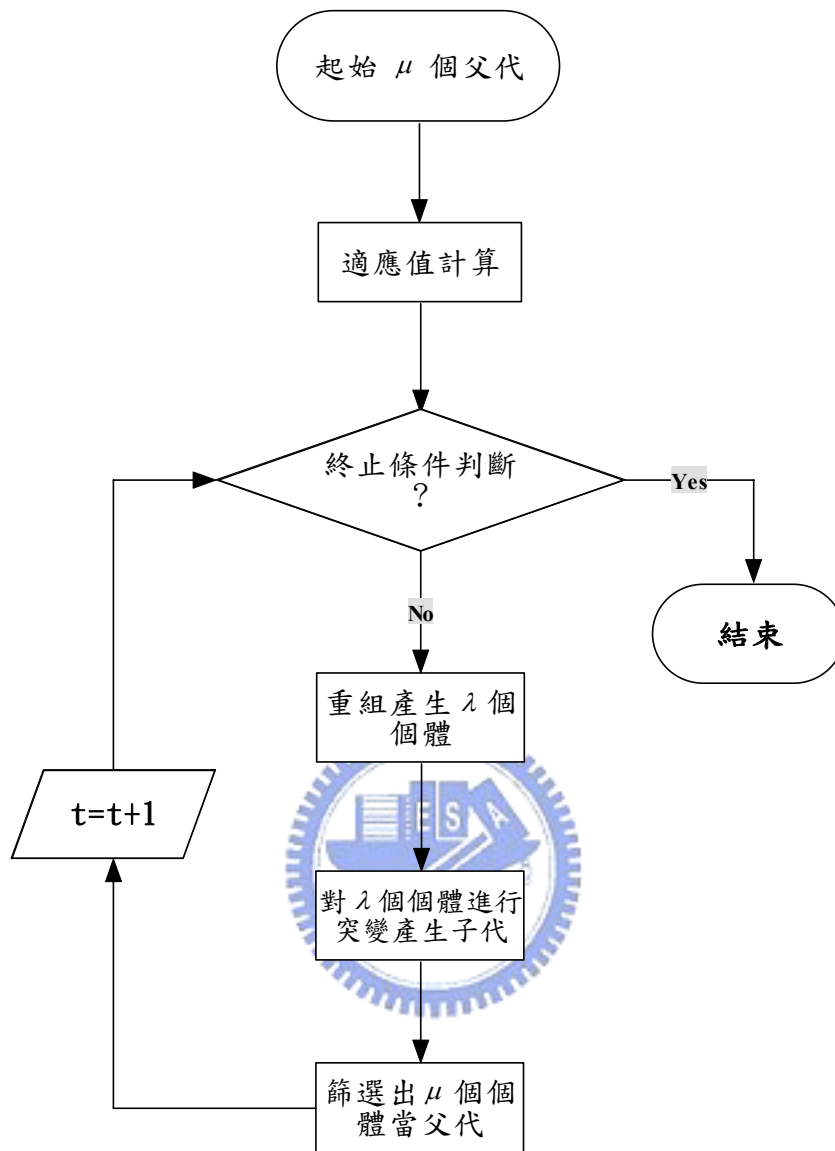 起始 μ 個父代
適應值計算
終止條件判斷
？
Yes
No
結束
重組產生 λ 個
個體
t=t+1
E S A
對 λ 個個體進行
突變產生子代
篩選出 μ 個個
體當父代